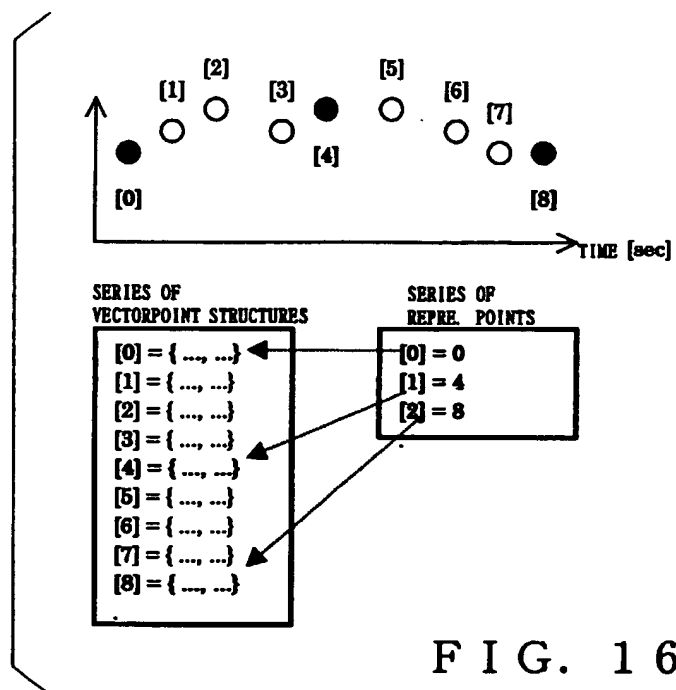 [2] [5]
[1] [3] [6]
[7]
[4]
[0] [8]
TIME [sec]
SERIES OF
VECTORPOINT STRUCTURES
[0] = { ..., ...}
[1] = { ..., ...}
[2] = { ..., ...}
[3] = { ..., ...}
[4] = { ..., ...}
[5] = { ..., ...}
[6] = { ..., ...}
[7] = { ..., ...}
[8] = { ..., ...}
SERIES OF
REPRE. POINTS
[0] = 0
[1] = 4
[2] = 8
FIG. 16